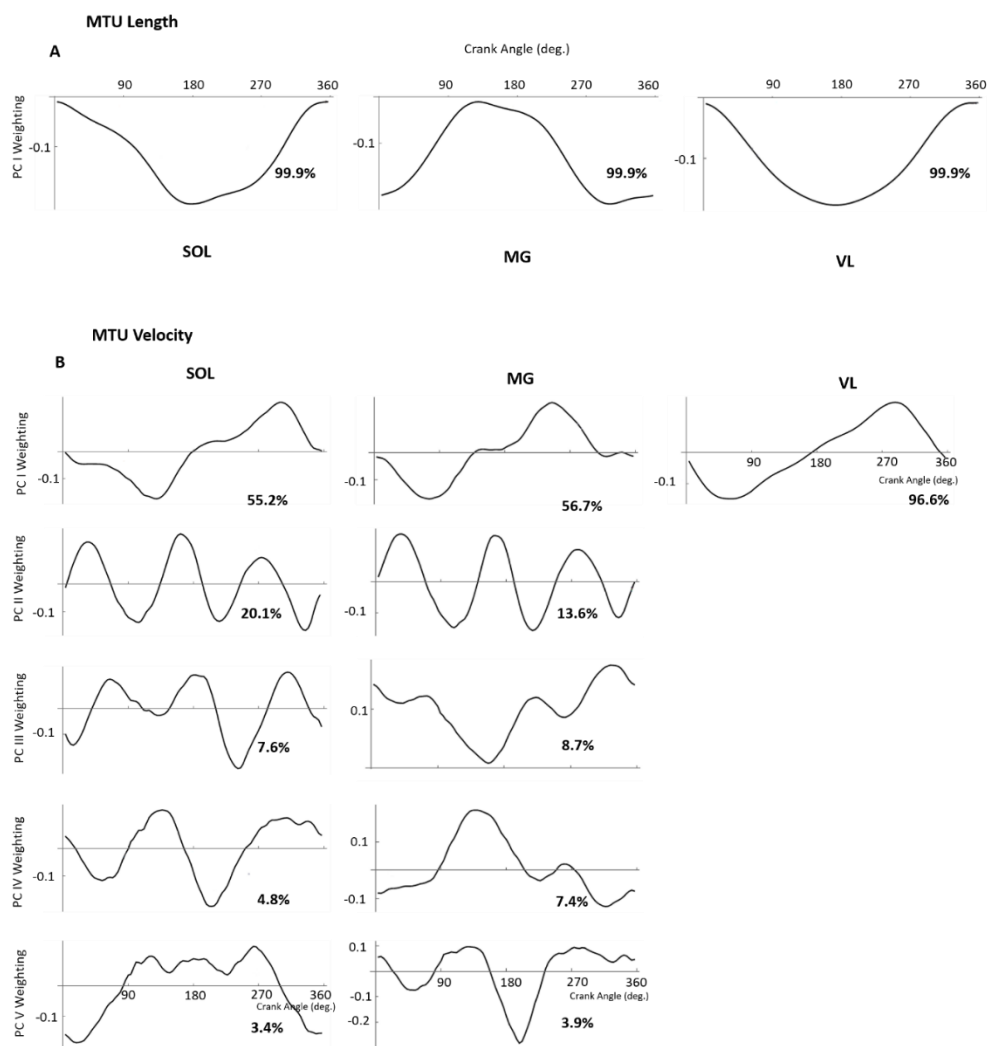 MTU Length
A
Crank Angle (deg.)
90 180 270 360 90 180 270 360 90 180 270 360
PC I Weighting
-0.1 -0.1 -0.1
99.9% 99.9% 99.9%
SOL MG VL
MTU Velocity
B
SOL MG VL
PC I Weighting
90 180 270 360
-0.1 -0.1 -0.1
Crank Angle (deg.)
55.2% 56.7% 96.6%
PC II Weighting
-0.1 -0.1
20.1% 13.6%
PC III Weighting
0.1
-0.1
7.6% 8.7%
PC IV Weighting
0.1
-0.1 -0.1
4.8% 7.4%
PC V Weighting
0.1
90 180 270 360 90 180 270 360
Crank Angle (deg.) Crank Angle (deg.)
-0.1 -0.1
-0.2
3.4% 3.9%